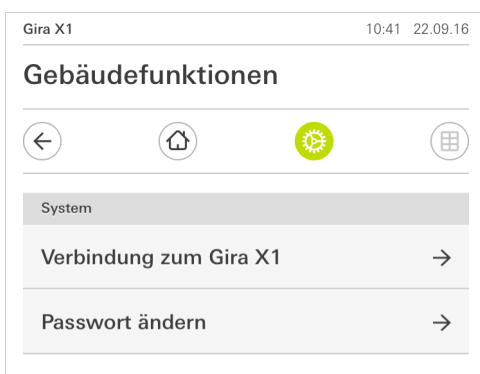 Gira X1 10:41 22.09.16
Gebäudefunktionen
System
Verbindung zum Gira X1
Passwort ändern